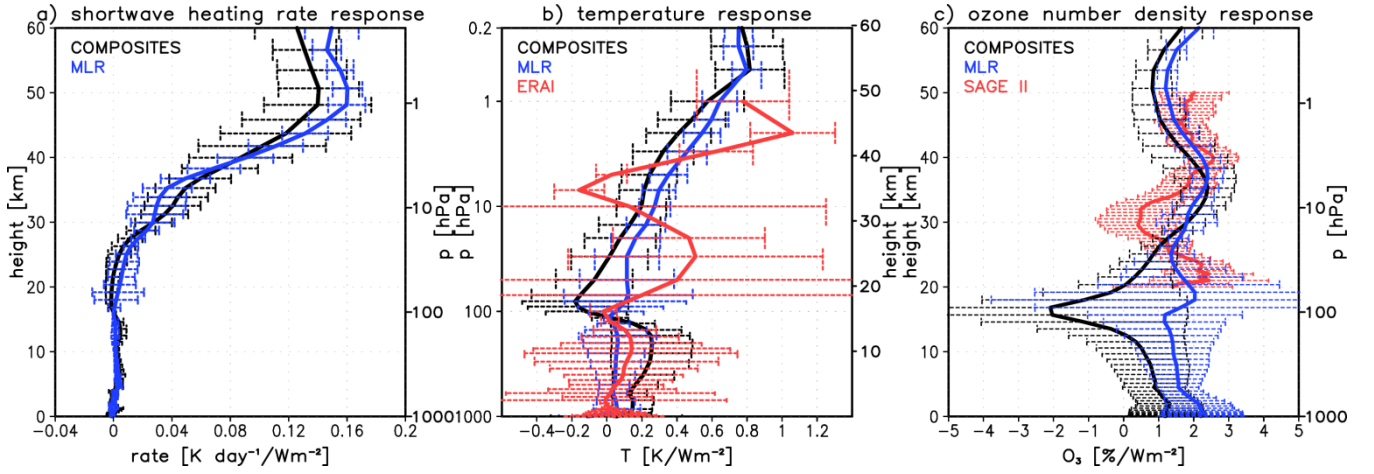 a) shortwave heating rate response
COMPOSITES
MLR
height [km]
60
50
40
30
20
10
0
p [hPa]
1
10
100
1000
−0.04 0 0.04 0.08 0.12 0.16 0.2
rate [K day⁻¹/Wm⁻²]
b) temperature response
COMPOSITES
MLR
ERAI
p [hPa]
0.2
1
10
100
1000
height [km]
60
50
40
30
20
10
−0.4 −0.2 0 0.2 0.4 0.6 0.8 1 1.2
T [K/Wm⁻²]
c) ozone number density response
COMPOSITES
MLR
SAGE II
height [km]
60
50
40
30
20
10
0
p [hPa]
1
10
100
1000
−5 −4 −3 −2 −1 0 1 2 3 4 5
O₃ [%/Wm⁻²]